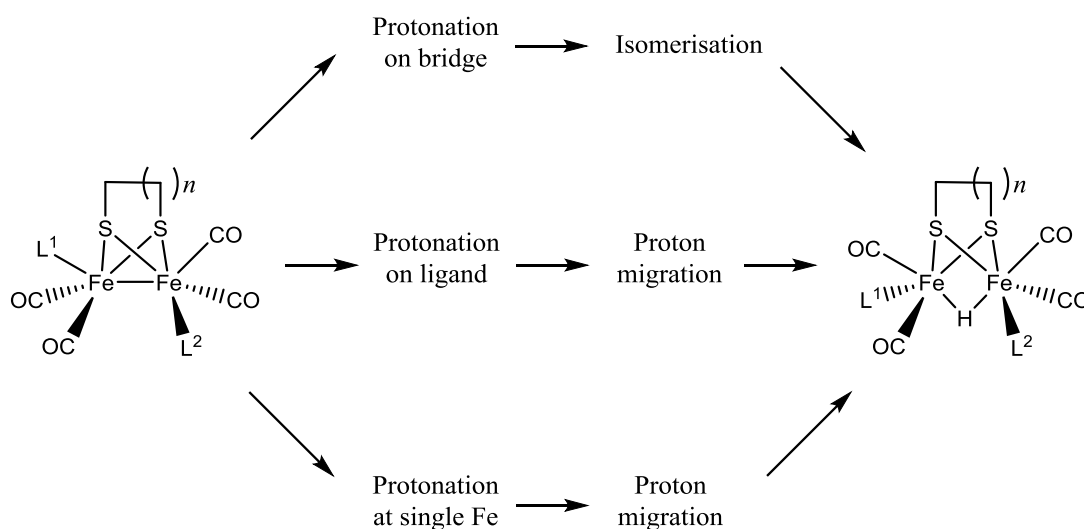 Protonation
on bridge
Isomerisation
( ) n
S S
L1
CO
Fe Fe
OC CO
OC
L2
Protonation
on ligand
Proton
migration
( ) n
S S
OC CO
Fe Fe
L1 H CO
OC
L2
Protonation
at single Fe
Proton
migration